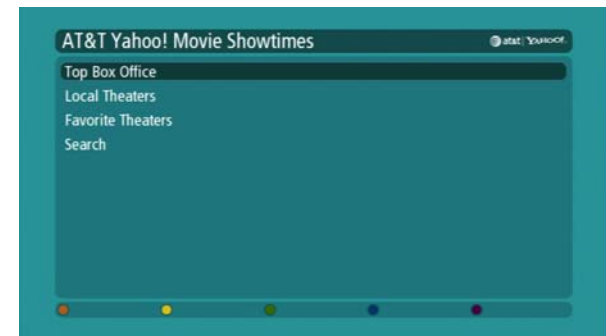 AT&T Yahoo! Movie Showtimes
at&t | YAHOO!.
Top Box Office
Local Theaters
Favorite Theaters
Search